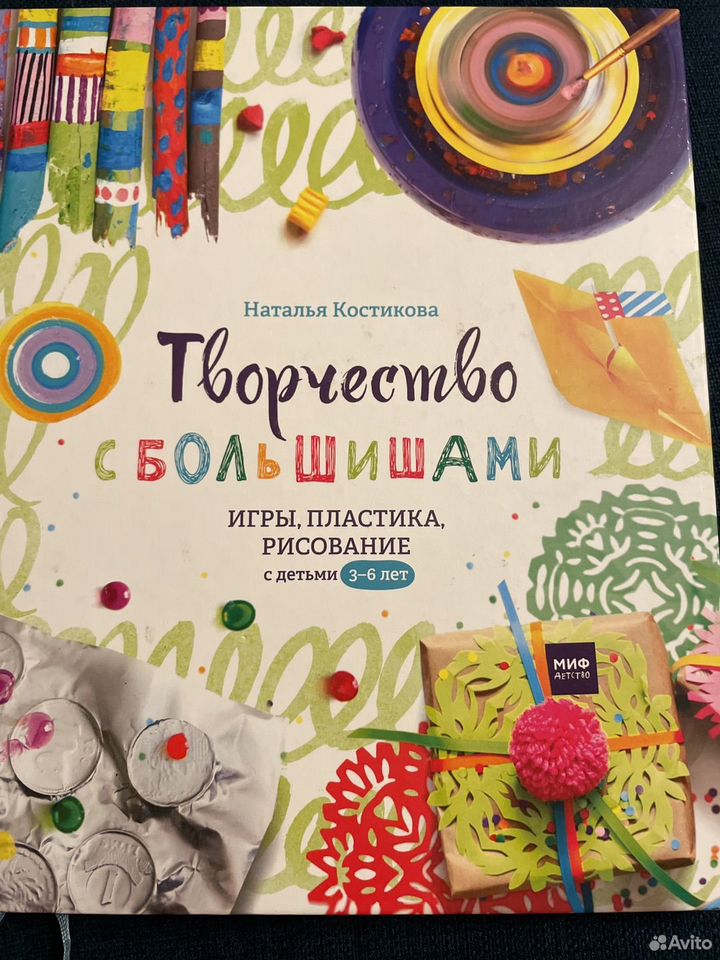 Наталья Костикова
Творчество
с БОЛЬШИШАМИ
ИГРЫ, ПЛАСТИКА,
РИСОВАНИЕ
с детьми 3–6 лет
МИФ
ДЕТСТВО
Avito